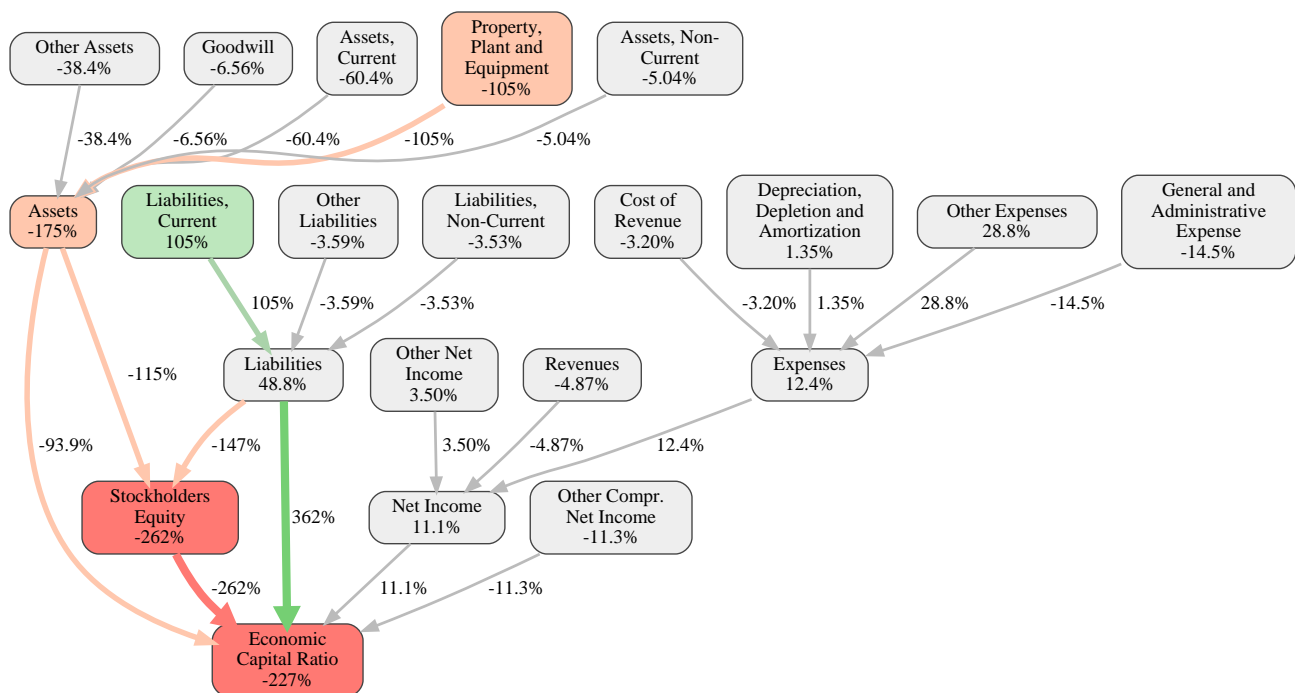 Other Assets
-38.4%
Goodwill
-6.56%
Assets,
Current
-60.4%
Property,
Plant and
Equipment
-105%
Assets, Non-
Current
-5.04%
-38.4%
-6.56%
-60.4%
-105%
-5.04%
Assets
-175%
Liabilities,
Current
105%
Other
Liabilities
-3.59%
Liabilities,
Non-Current
-3.53%
Cost of
Revenue
-3.20%
Depreciation,
Depletion and
Amortization
1.35%
Other Expenses
28.8%
General and
Administrative
Expense
-14.5%
105%
-3.59%
-3.53%
-3.20%
1.35%
28.8%
-14.5%
Liabilities
48.8%
Other Net
Income
3.50%
Revenues
-4.87%
Expenses
12.4%
-115%
-93.9%
-147%
3.50%
-4.87%
12.4%
Stockholders
Equity
-262%
362%
Net Income
11.1%
Other Compr.
Net Income
-11.3%
-262%
11.1%
-11.3%
Economic
Capital Ratio
-227%